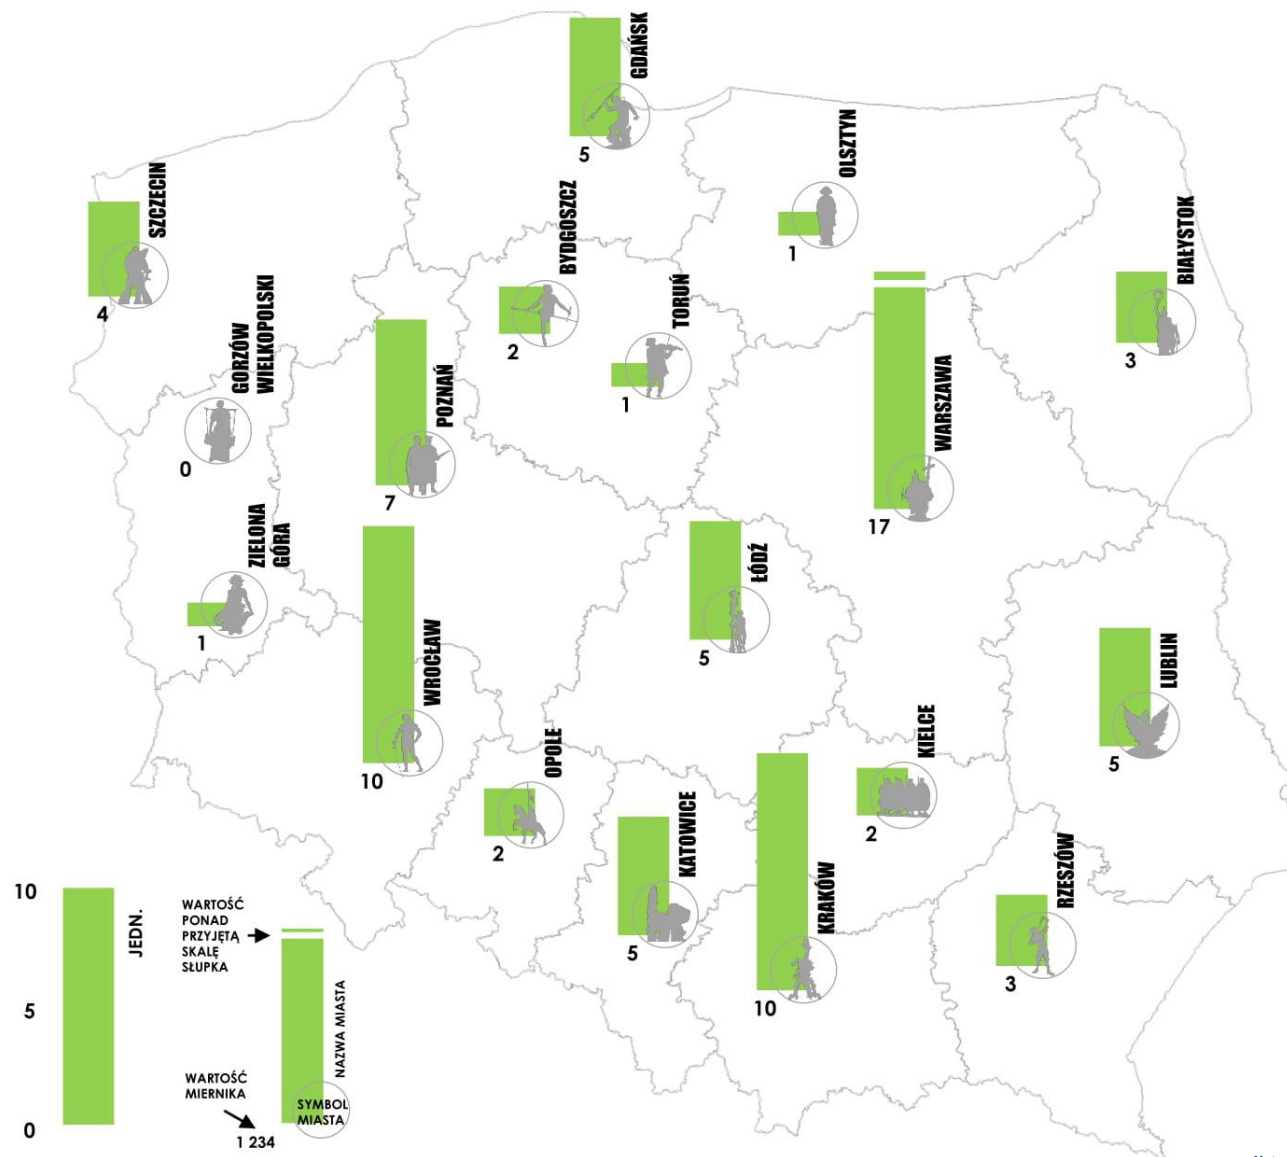 GDAŃSK
5
OLSZTYN
1
SZCZECIN
4
BYDGOSZCZ
2
TORUŃ
1
BIAŁYSTOK
3
GORZÓW
WIELKOPOLSKI
0
POZNAŃ
7
WARSZAWA
17
ZIELONA
GÓRA
1
WROCŁAW
10
ŁÓDŹ
5
LUBLIN
5
OPOLE
2
KIELCE
2
KATOWICE
5
KRAKÓW
10
RZESZÓW
3
10
5
0
JEDN.
WARTOŚĆ
PONAD
PRZYJĘTĄ
SKALĘ
SŁUPKA
NAZWA MIASTA
WARTOŚĆ
MIERNIKA
1 234
SYMBOL
MIASTA